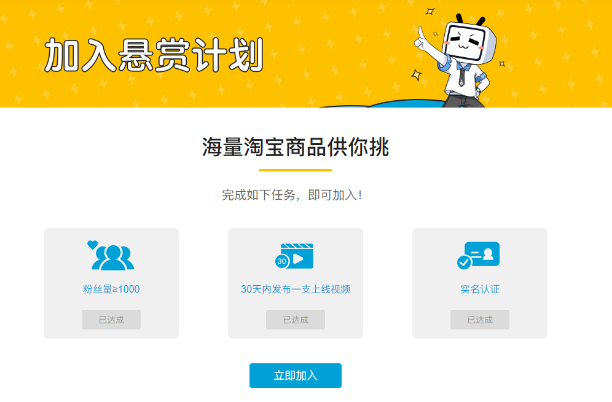 加入悬赏计划
海量淘宝商品供你挑
完成如下任务，即可加入！
粉丝量≥1000
已达成
30
30天内发布一支上线视频
已达成
实名认证
已达成
立即加入